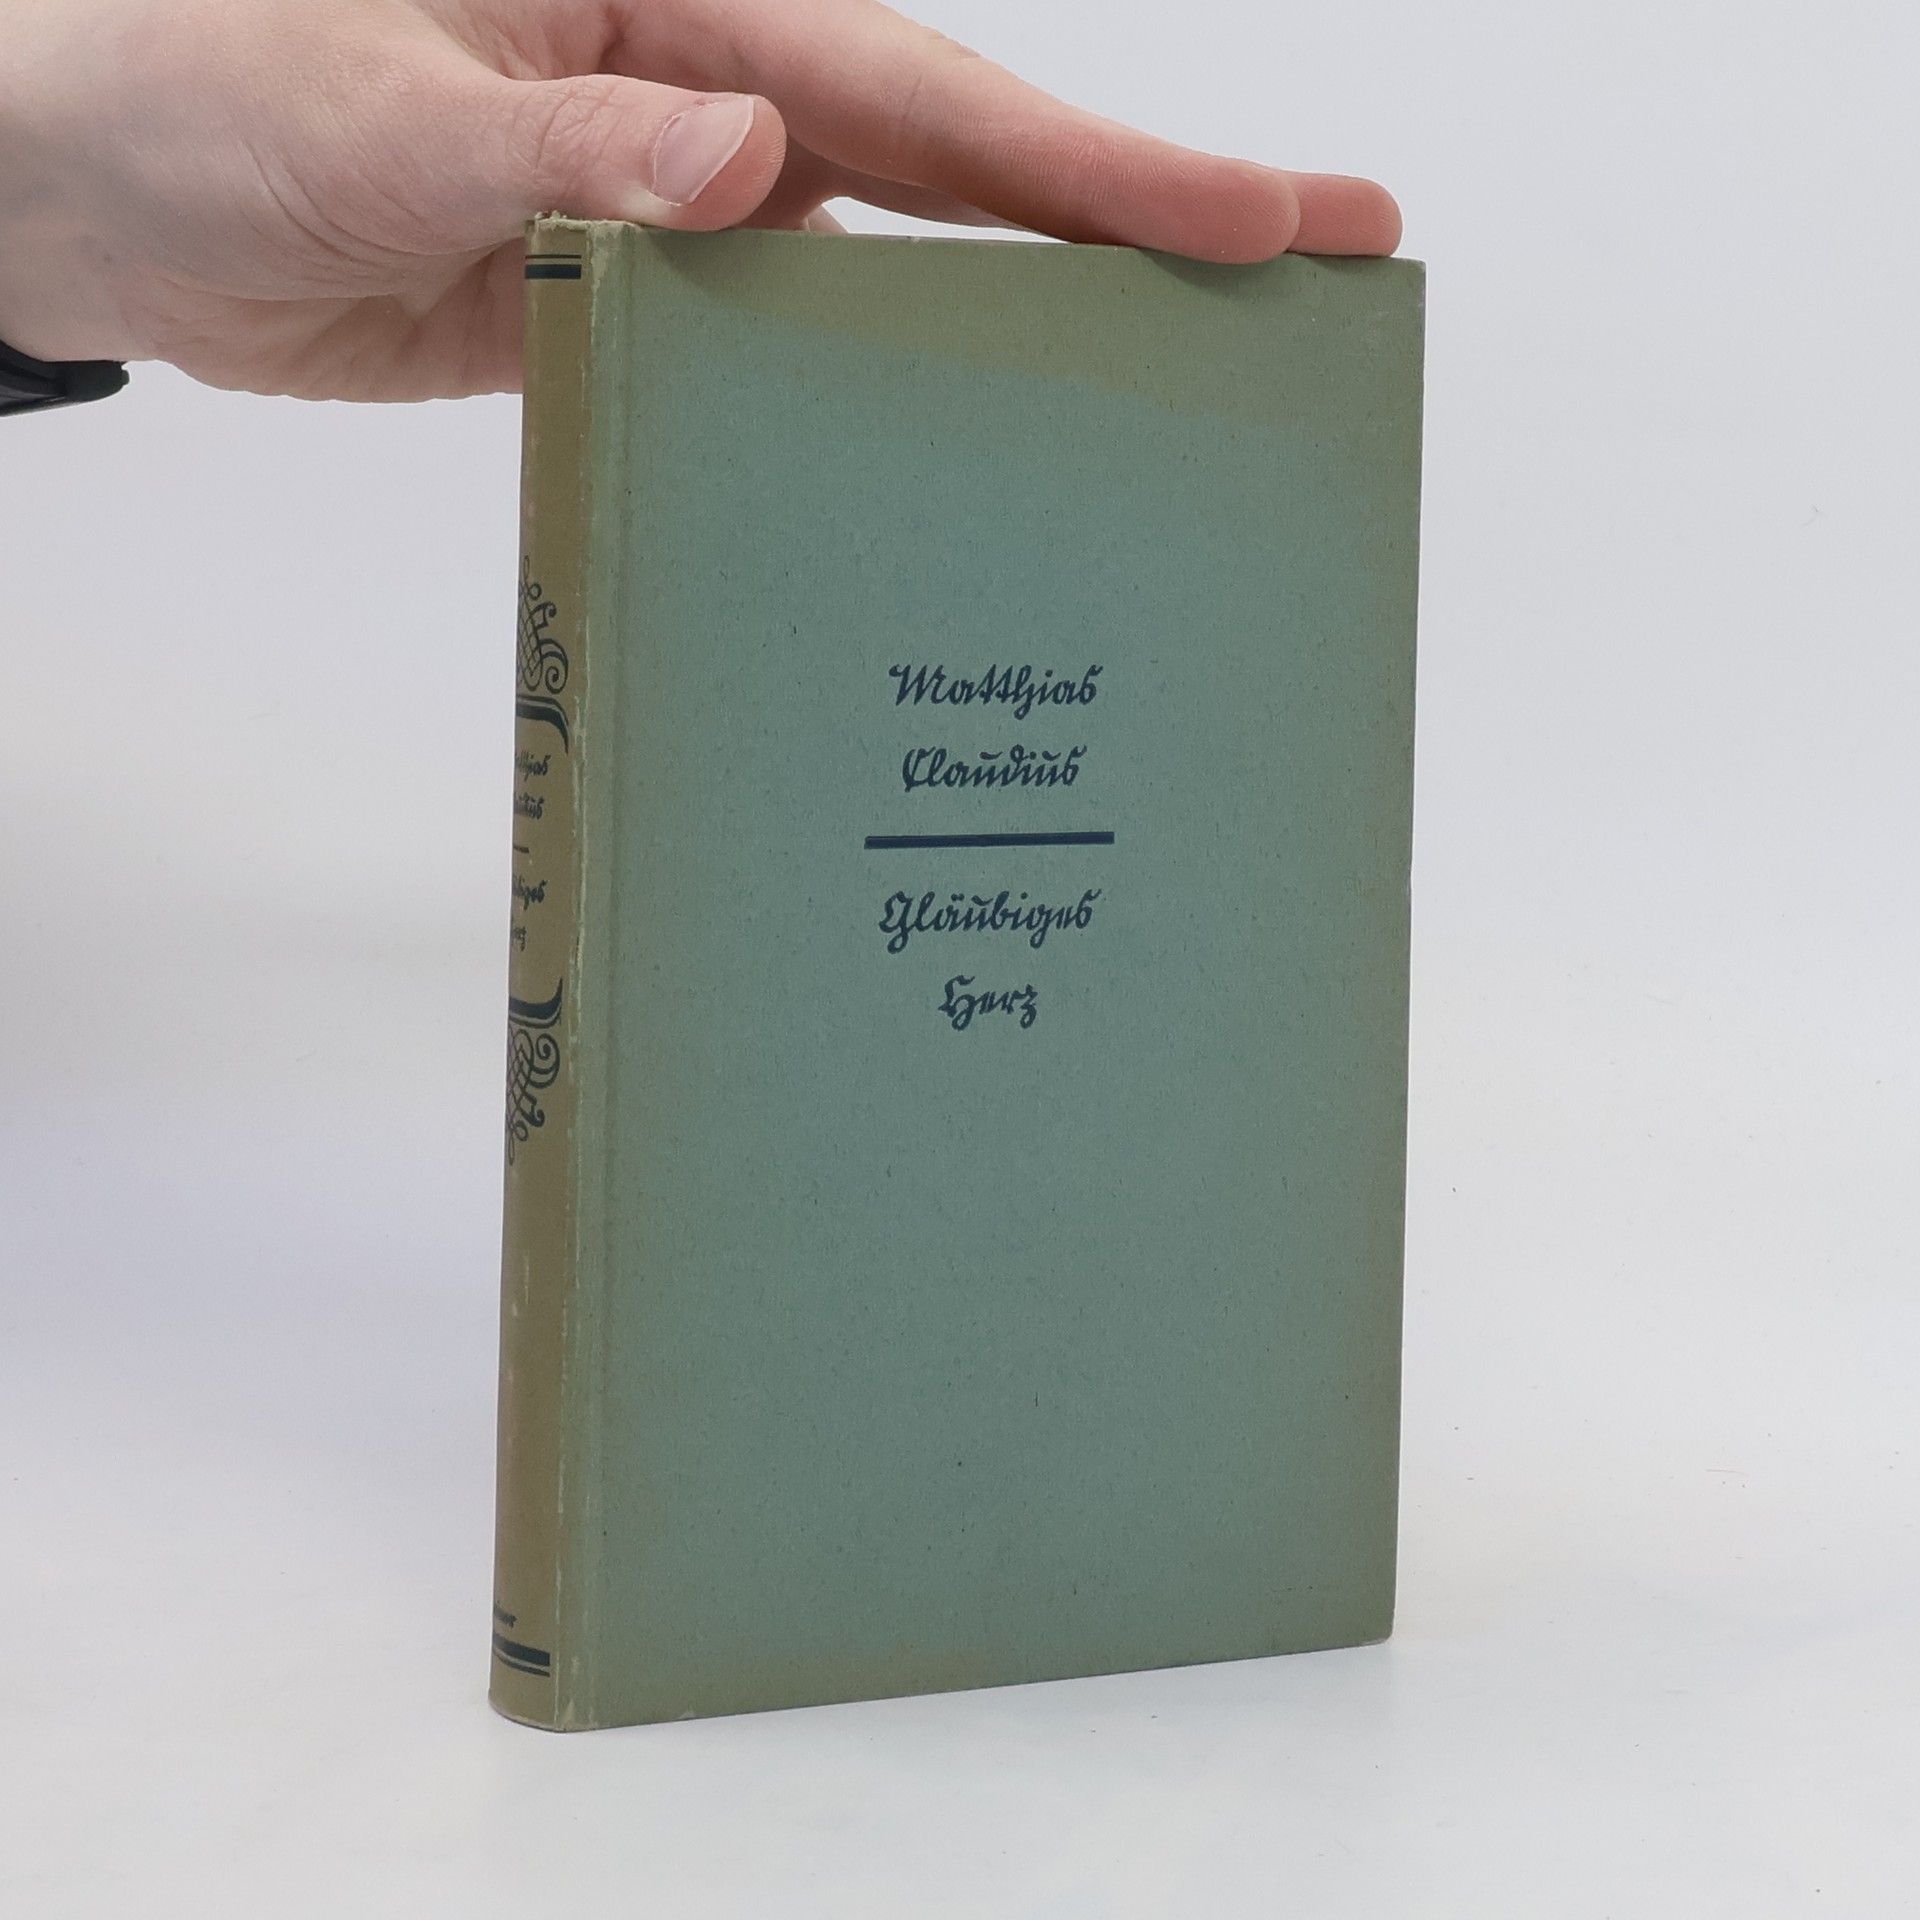 Matthias
Claudius
Gläubiges
Herz